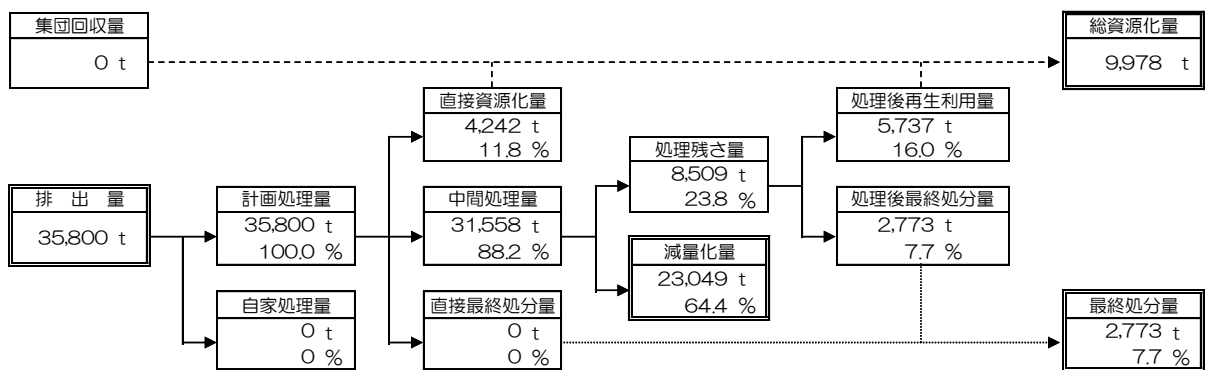 集団回収量
0 t
総資源化量
9,978 t
直接資源化量
4,242 t
11.8 %
処理後再生利用量
5,737 t
16.0 %
処理残さ量
8,509 t
23.8 %
排 出 量
35,800 t
計画処理量
35,800 t
100.0 %
中間処理量
31,558 t
88.2 %
処理後最終処分量
2,773 t
7.7 %
減量化量
23,049 t
64.4 %
自家処理量
0 t
0 %
直接最終処分量
0 t
0 %
最終処分量
2,773 t
7.7 %